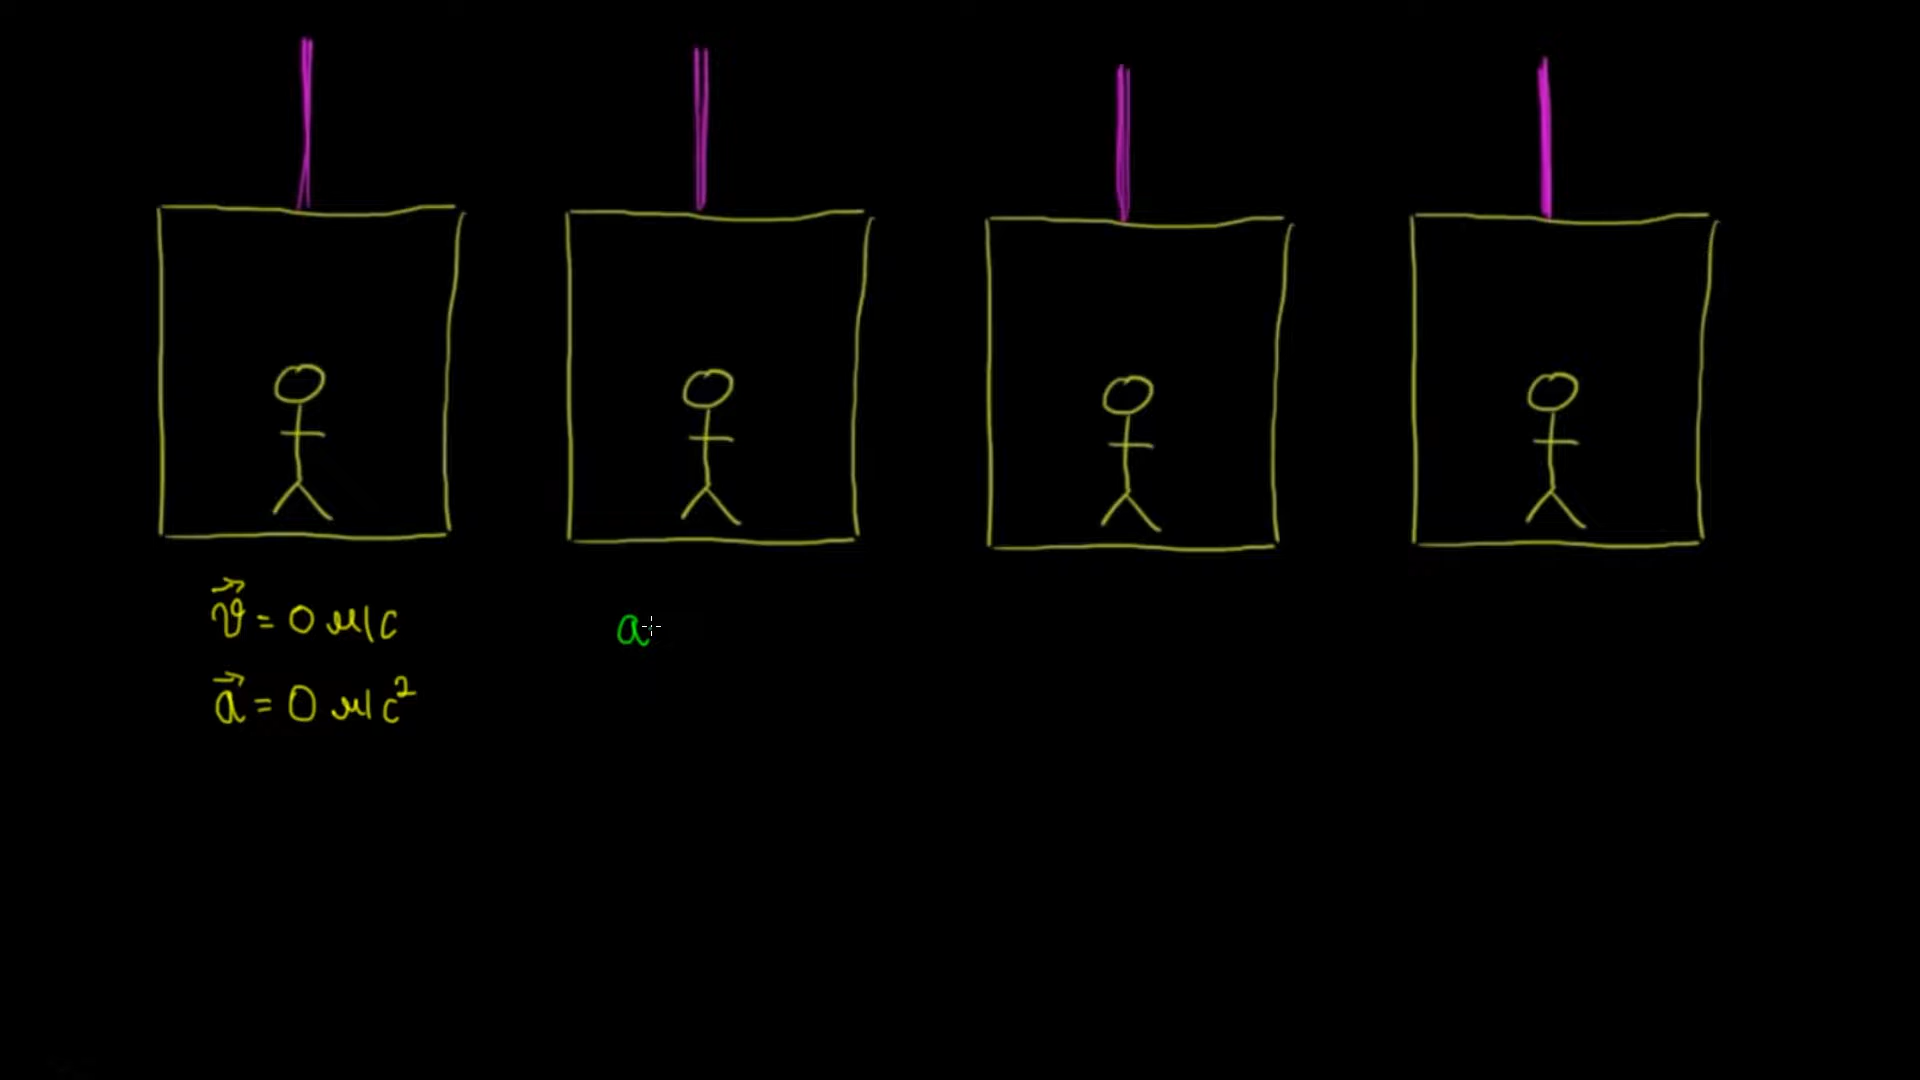 v⃗ = 0 м/с
a⃗ = 0 м/с²
a